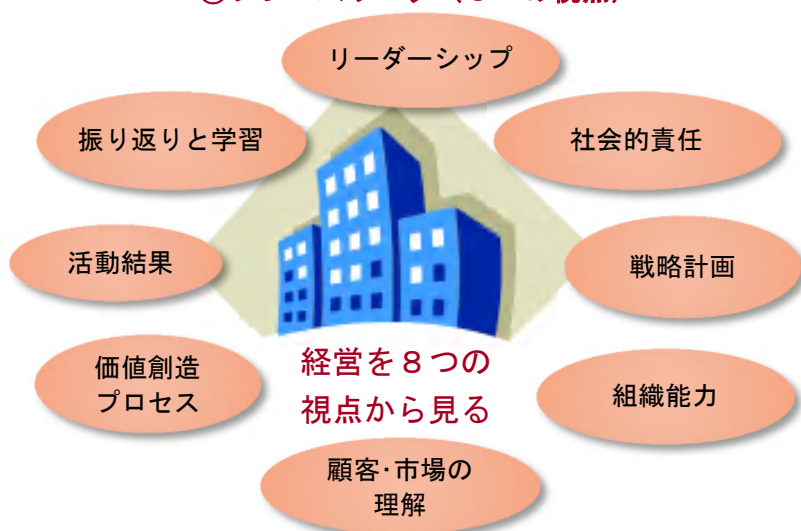 リーダーシップ
振り返りと学習
社会的責任
活動結果
戦略計画
価値創造
プロセス
経営を８つの
視点から見る
組織能力
顧客･市場の
理解